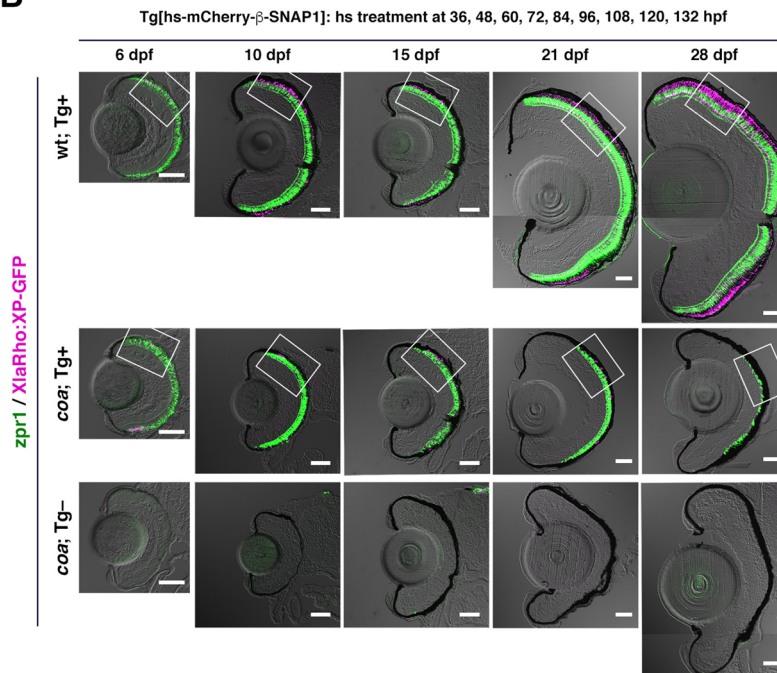 B
Tg[hs-mCherry-β-SNAP1]: hs treatment at 36, 48, 60, 72, 84, 96, 108, 120, 132 hpf
6 dpf 10 dpf 15 dpf 21 dpf 28 dpf
zpr1 / XlaRho:XP-GFP
wt; Tg+
coa; Tg+
coa; Tg–